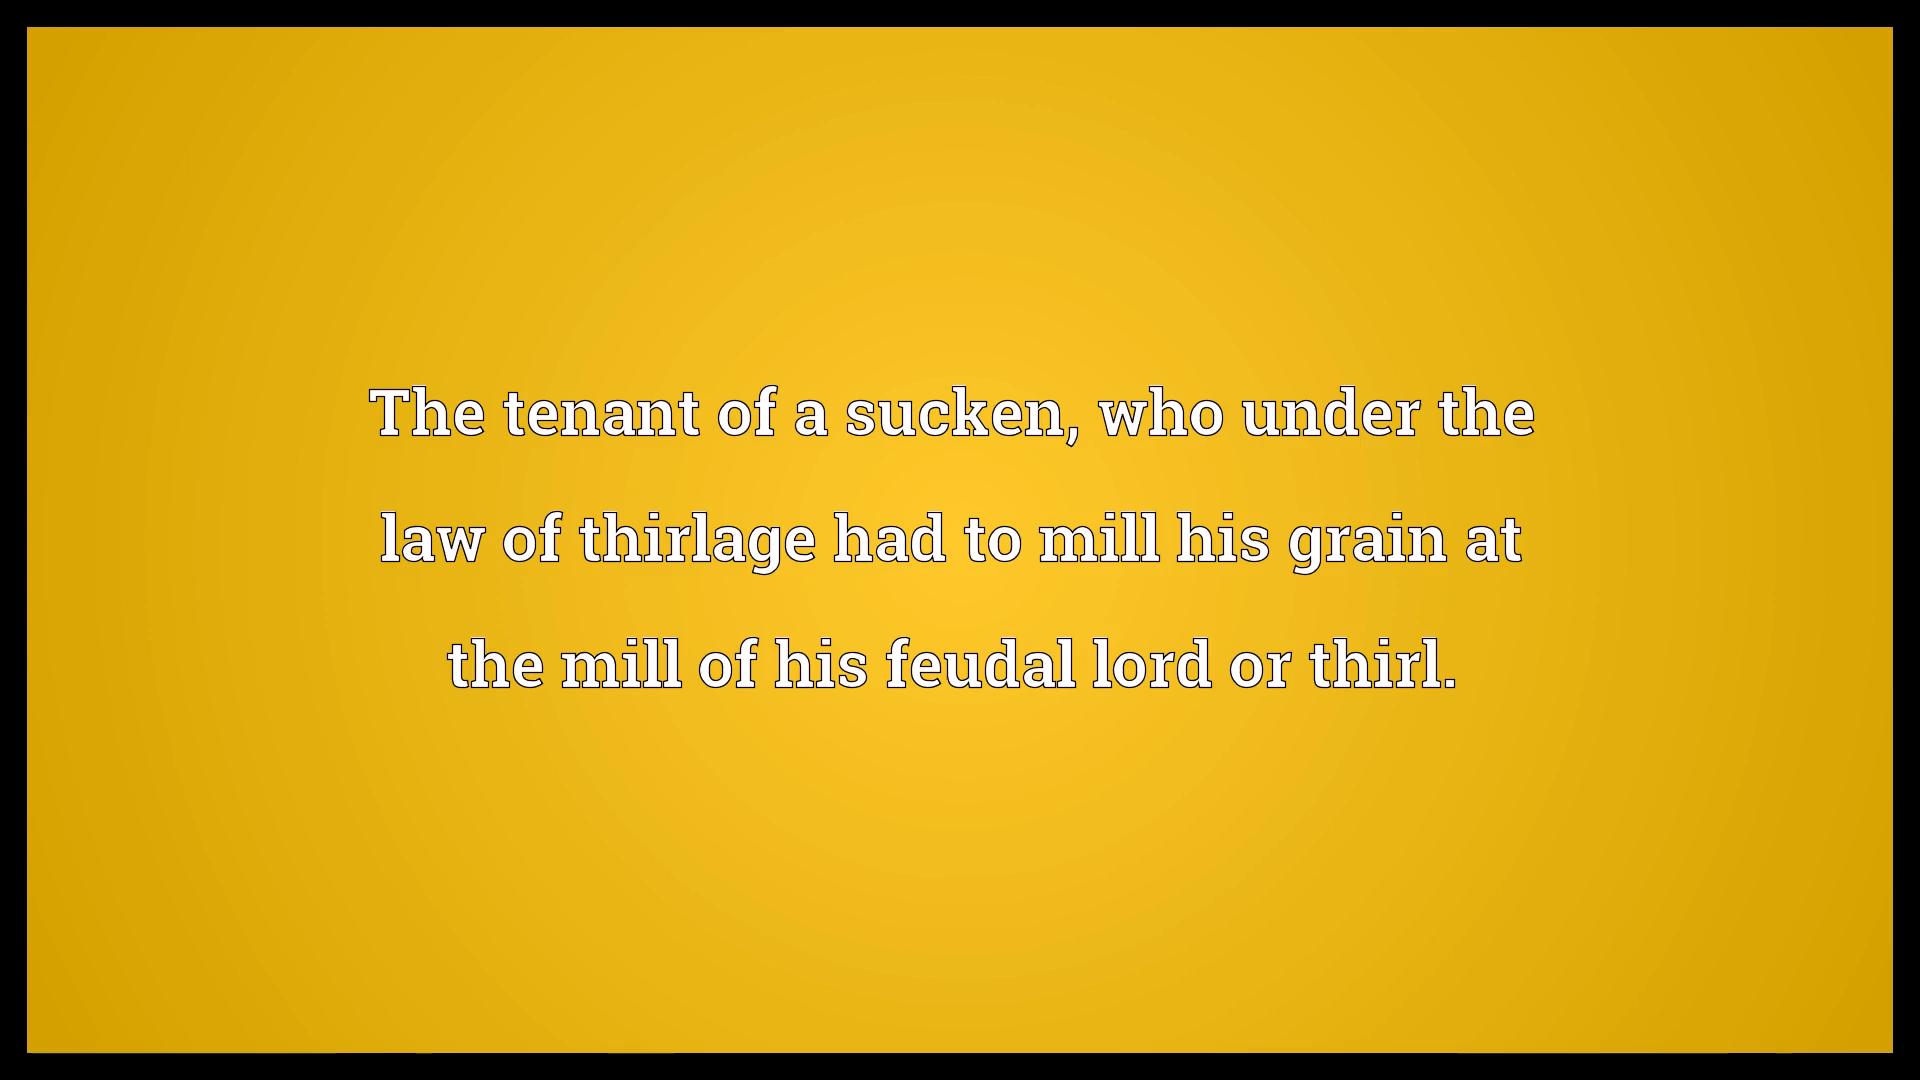 The tenant of a sucken, who under the
law of thirlage had to mill his grain at
the mill of his feudal lord or thirl.